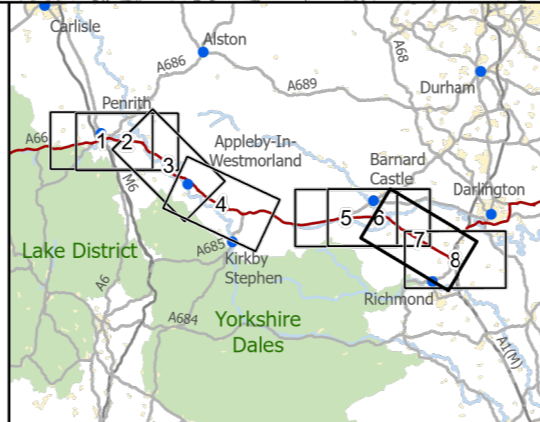 Carlisle
Alston
A686
A68
A689
Durham
Penrith
A66
1
2
3
M6
Appleby-In-
Westmorland
4
Barnard
Castle
Darlington
5
6
7
8
Lake District
A685
Kirkby
Stephen
A6
A684
Yorkshire
Dales
Richmond
A1(M)